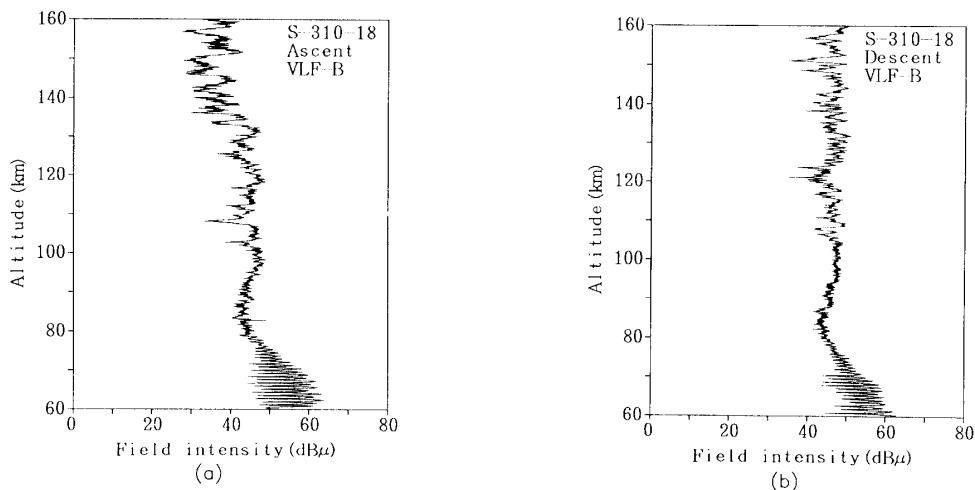 160
140
120
100
80
60
Altitude (km)
S-310-18
Ascent
VLF-B
0 20 40 60 80
Field intensity (dBμ)
(a)
160
140
120
100
80
60
Altitude (km)
S-310-18
Descent
VLF-B
0 20 40 60 80
Field intensity (dBμ)
(b)